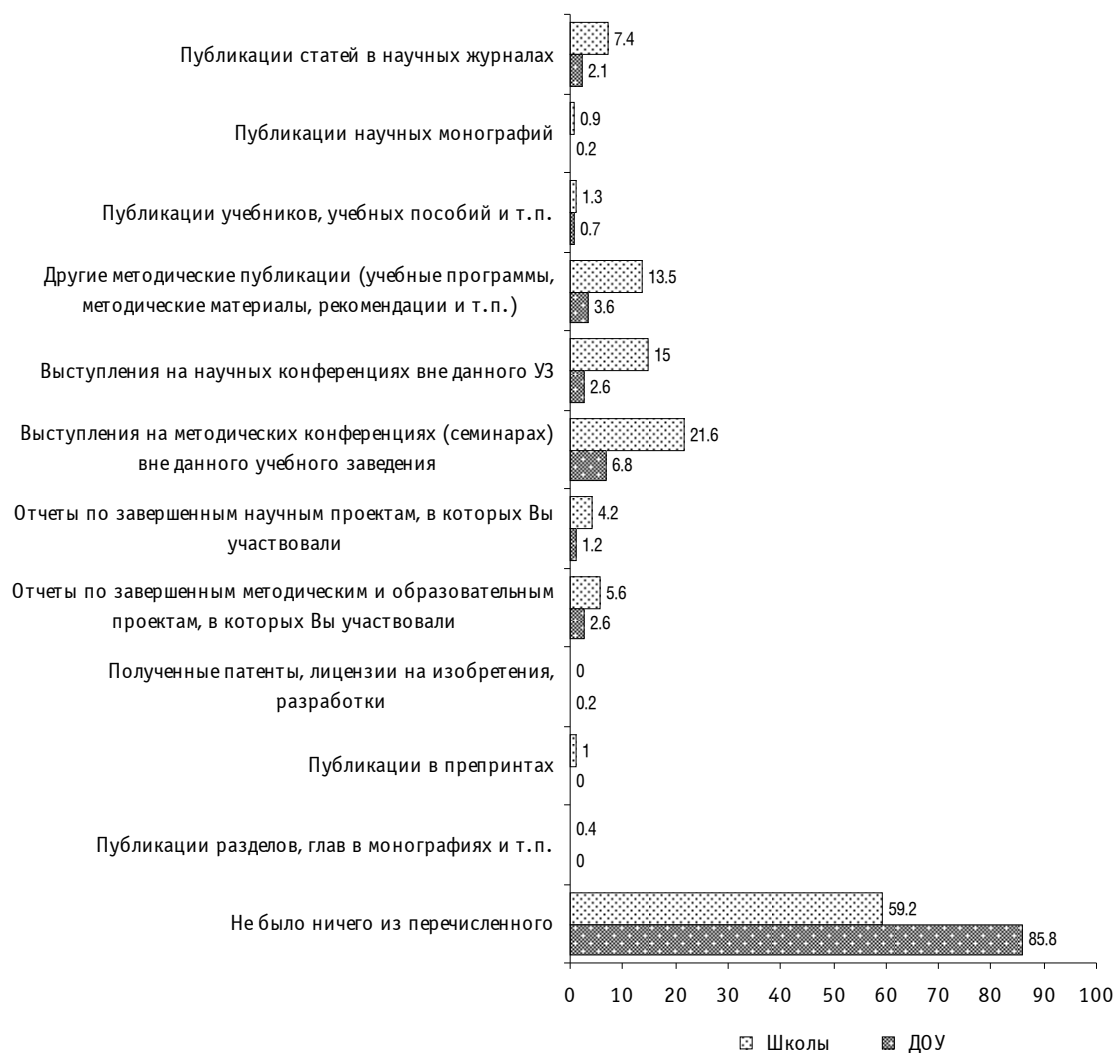 Публикации статей в научных журналах
7.4
2.1
Публикации научных монографий
0.9
0.2
Публикации учебников, учебных пособий и т.п.
1.3
0.7
Другие методические публикации (учебные программы,
методические материалы, рекомендации и т.п.)
13.5
3.6
Выступления на научных конференциях вне данного УЗ
15
2.6
Выступления на методических конференциях (семинарах)
вне данного учебного заведения
21.6
6.8
Отчеты по завершенным научным проектам, в которых Вы
участвовали
4.2
1.2
Отчеты по завершенным методическим и образовательным
проектам, в которых Вы участвовали
5.6
2.6
Полученные патенты, лицензии на изобретения,
разработки
0
0.2
Публикации в препринтах
1
0
Публикации разделов, глав в монографиях и т.п.
0.4
0
Не было ничего из перечисленного
59.2
85.8
0 10 20 30 40 50 60 70 80 90 100
Школы ДОУ